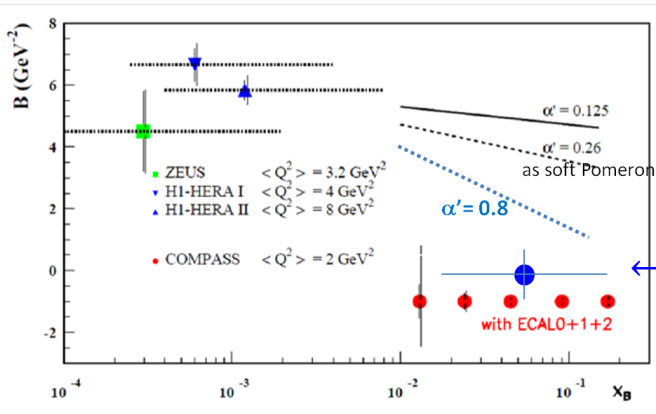 B (GeV⁻²)
8
6
4
2
0
-2
α' = 0.125
α' = 0.26
as soft Pomeron
α'= 0.8
ZEUS < Q² > = 3.2 GeV²
H1-HERA I < Q² > = 4 GeV²
H1-HERA II < Q² > = 8 GeV²
COMPASS < Q² > = 2 GeV²
with ECAL0+1+2
10⁻⁴ 10⁻³ 10⁻² 10⁻¹ x_B